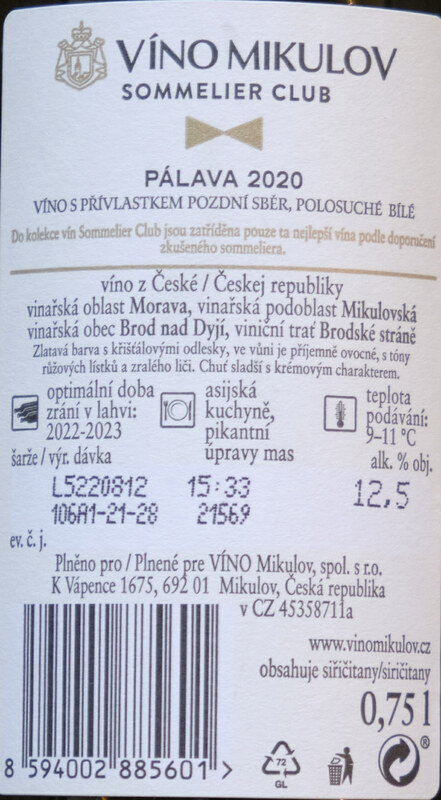 VÍNO MIKULOV
SOMMELIER CLUB
PÁLAVA 2020
VÍNO S PŘÍVLASTKEM POZDNÍ SBĚR, POLOSUCHÉ BÍLÉ
Do kolekce vín Sommelier Club jsou zatříděna pouze ta nejlepší vína podle doporučení
zkušeného sommeliera.
víno z České / Českej republiky
vinařská oblast Morava, vinařská podoblast Mikulovská
vinařská obec Brod nad Dyjí, viniční trať Brodské stráně
Zlatavá barva s křišťálovými odlesky, ve vůni je příjemně ovocné, s tóny
růžových lístků a zralého liči. Chuť sladší s krémovým charakterem.
optimální doba
zrání v lahvi:
2022-2023
asijská
kuchyně,
pikantní
úpravy mas
teplota
podávání:
9–11 °C
šarže / výr. dávka
alk. % obj.
L5220812 15:33
12,5
106A1-21-28 21569
ev. č. j.
Plněno pro / Plnené pre VÍNO Mikulov, spol. s r.o.
K Vápence 1675, 692 01 Mikulov, Česká republika
v CZ 45358711a
www.vinomikulov.cz
obsahuje siřičitany/siričitany
0,75 l
8 594002 885601 >
72
GL
®